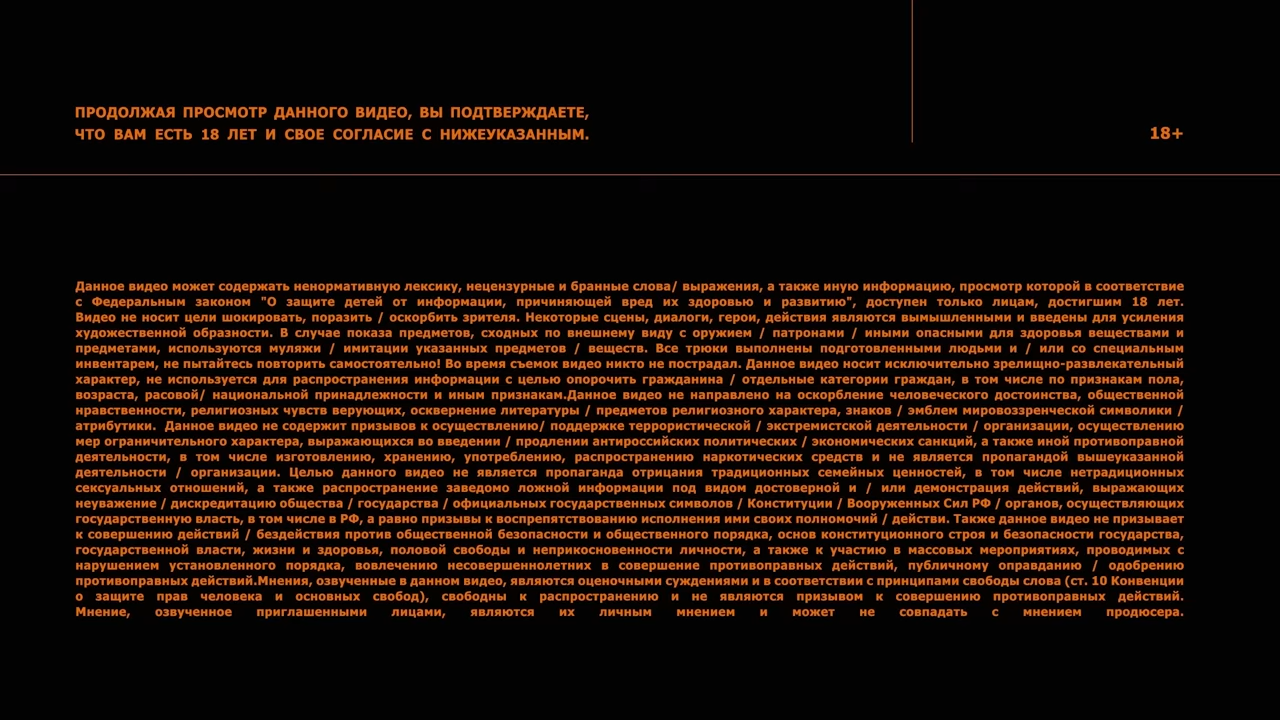 ПРОДОЛЖАЯ ПРОСМОТР ДАННОГО ВИДЕО, ВЫ ПОДТВЕРЖДАЕТЕ,
ЧТО ВАМ ЕСТЬ 18 ЛЕТ И СВОЕ СОГЛАСИЕ С НИЖЕУКАЗАННЫМ.
18+
Данное видео может содержать ненормативную лексику, нецензурные и бранные слова/ выражения, а также иную информацию, просмотр которой в соответствие
с Федеральным законом "О защите детей от информации, причиняющей вред их здоровью и развитию", доступен только лицам, достигшим 18 лет.
Видео не носит цели шокировать, поразить / оскорбить зрителя. Некоторые сцены, диалоги, герои, действия являются вымышленными и введены для усиления
художественной образности. В случае показа предметов, сходных по внешнему виду с оружием / патронами / иными опасными для здоровья веществами и
предметами, используются муляжи / имитации указанных предметов / веществ. Все трюки выполнены подготовленными людьми и / или со специальным
инвентарем, не пытайтесь повторить самостоятельно! Во время съемок видео никто не пострадал. Данное видео носит исключительно зрелищно-развлекательный
характер, не используется для распространения информации с целью опорочить гражданина / отдельные категории граждан, в том числе по признакам пола,
возраста, расовой/ национальной принадлежности и иным признакам.Данное видео не направлено на оскорбление человеческого достоинства, общественной
нравственности, религиозных чувств верующих, осквернение литературы / предметов религиозного характера, знаков / эмблем мировоззренческой символики /
атрибутики. Данное видео не содержит призывов к осуществлению/ поддержке террористической / экстремистской деятельности / организации, осуществлению
мер ограничительного характера, выражающихся во введении / продлении антироссийских политических / экономических санкций, а также иной противоправной
деятельности, в том числе изготовлению, хранению, употреблению, распространению наркотических средств и не является пропагандой вышеуказанной
деятельности / организации. Целью данного видео не является пропаганда отрицания традиционных семейных ценностей, в том числе нетрадиционных
сексуальных отношений, а также распространение заведомо ложной информации под видом достоверной и / или демонстрация действий, выражающих
неуважение / дискредитацию общества / государства / официальных государственных символов / Конституции / Вооруженных Сил РФ / органов, осуществляющих
государственную власть, в том числе в РФ, а равно призывы к воспрепятствованию исполнения ими своих полномочий / действи. Также данное видео не призывает
к совершению действий / бездействия против общественной безопасности и общественного порядка, основ конституционного строя и безопасности государства,
государственной власти, жизни и здоровья, половой свободы и неприкосновенности личности, а также к участию в массовых мероприятиях, проводимых с
нарушением установленного порядка, вовлечению несовершеннолетних в совершение противоправных действий, публичному оправданию / одобрению
противоправных действий.Мнения, озвученные в данном видео, являются оценочными суждениями и в соответствии с принципами свободы слова (ст. 10 Конвенции
о защите прав человека и основных свобод), свободны к распространению и не являются призывом к совершению противоправных действий.
Мнение, озвученное приглашенными лицами, являются их личным мнением и может не совпадать с мнением продюсера.